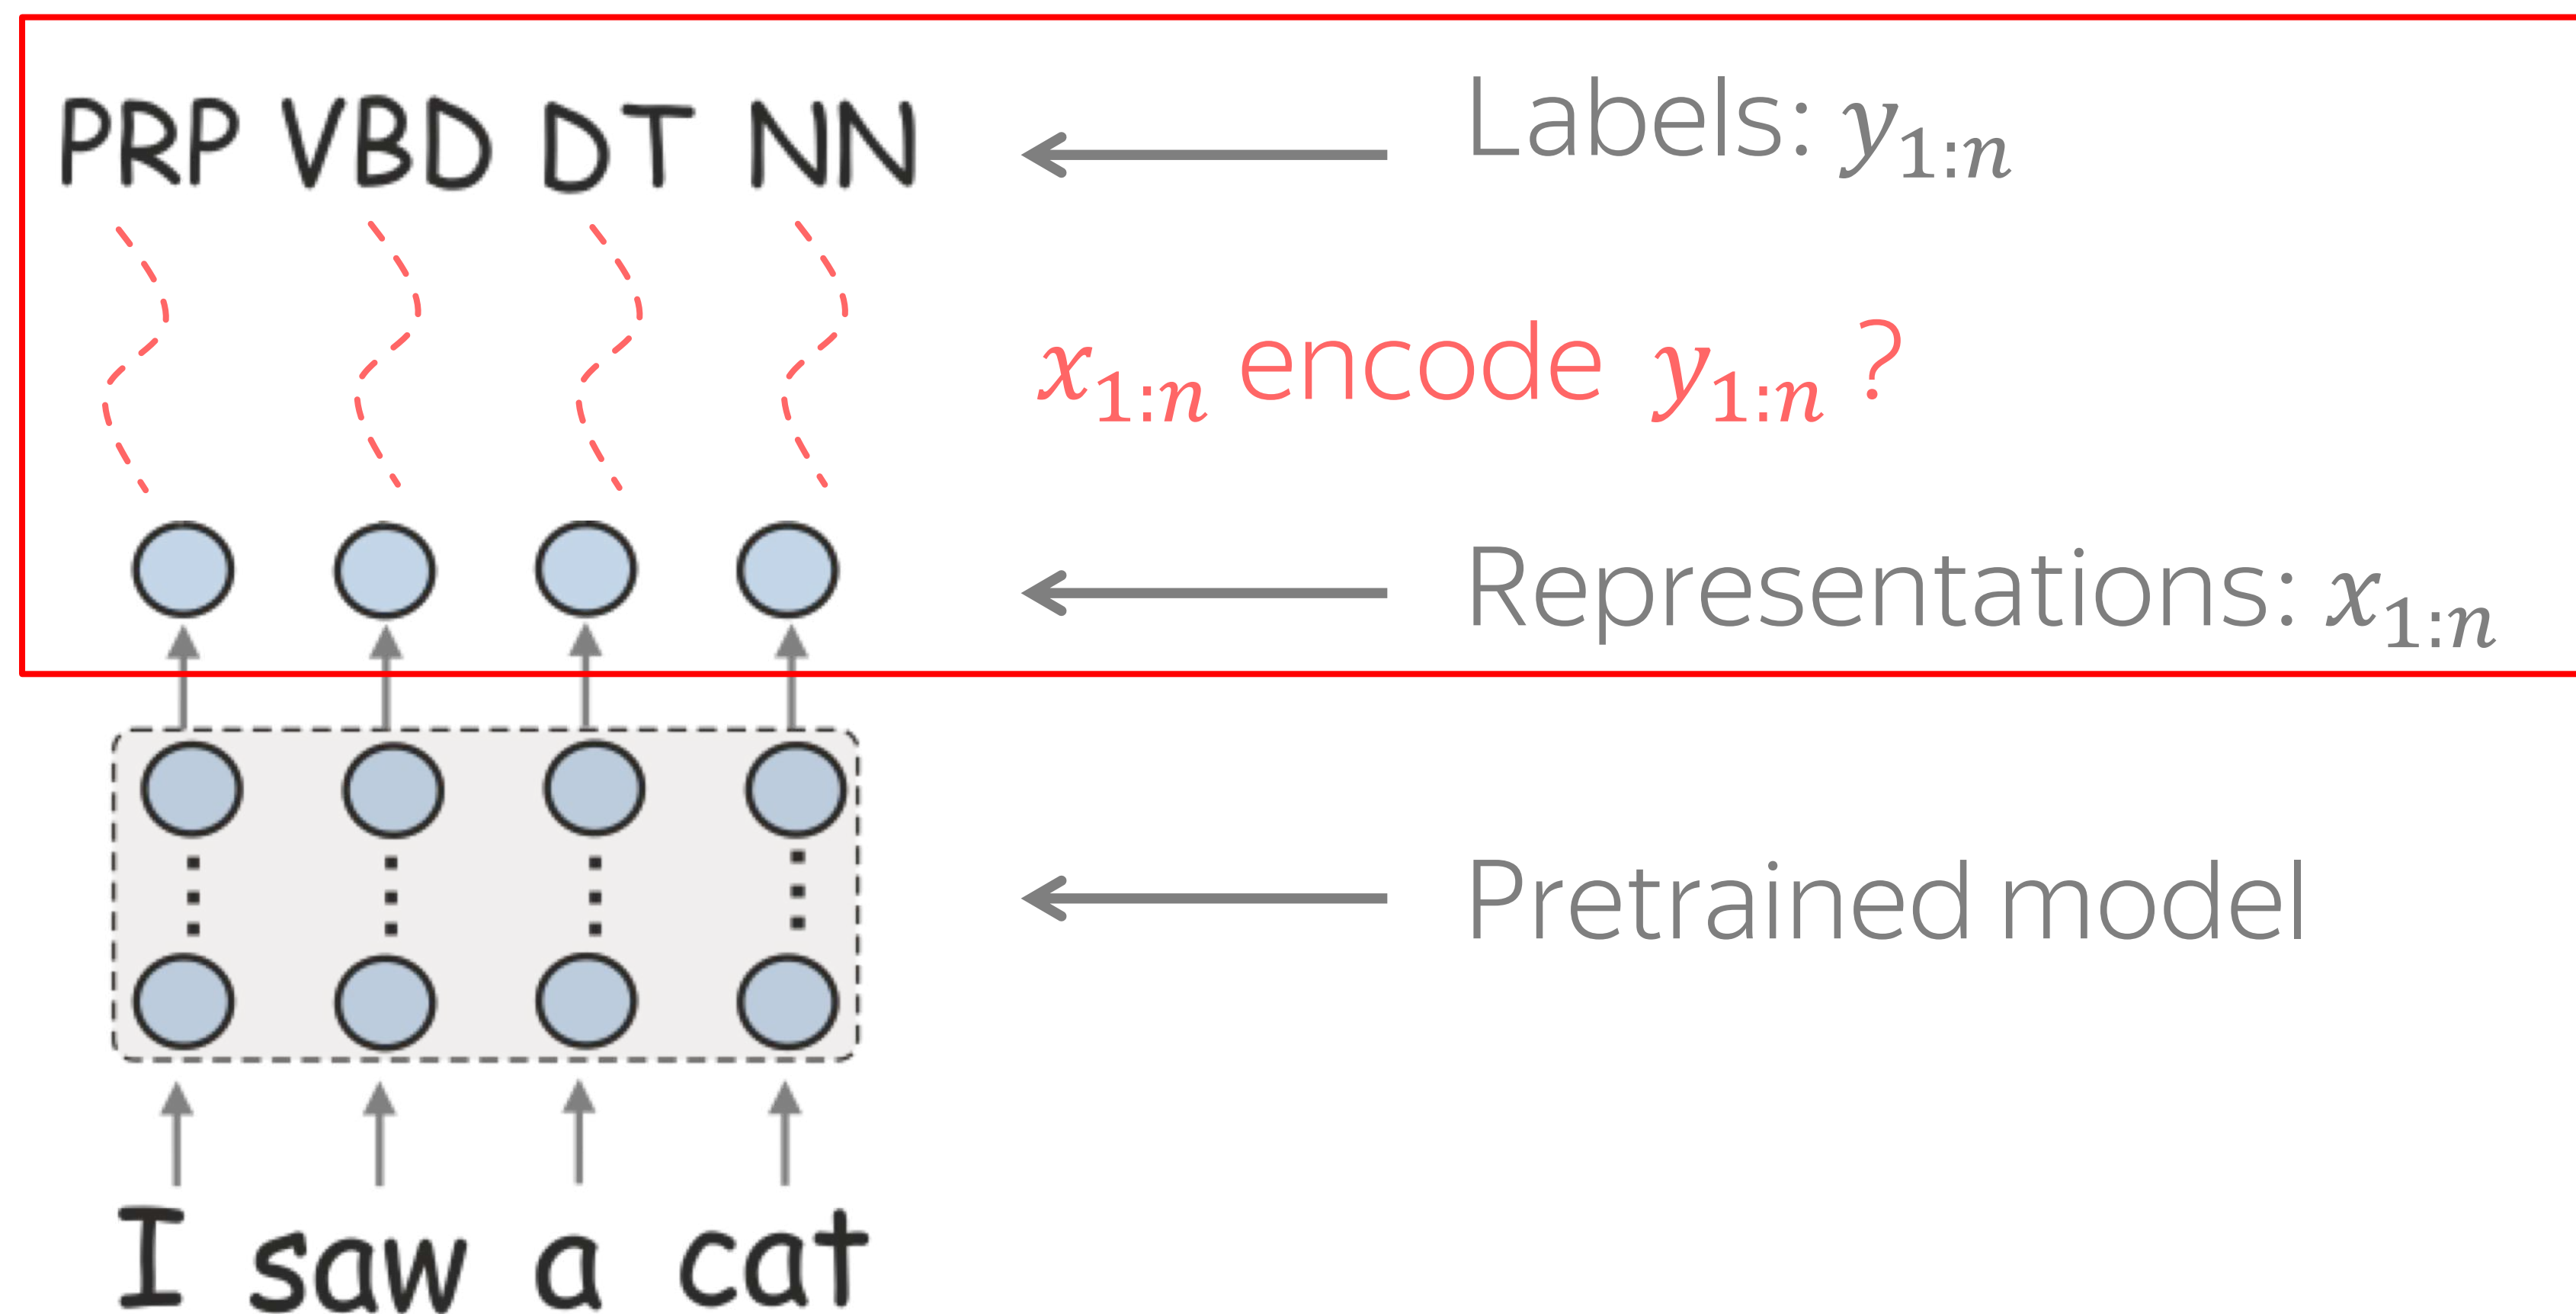 PRP VBD DT NN
Labels: y₁:ₙ
x₁:ₙ encode y₁:ₙ ?
Representations: x₁:ₙ
Pretrained model
I saw a cat